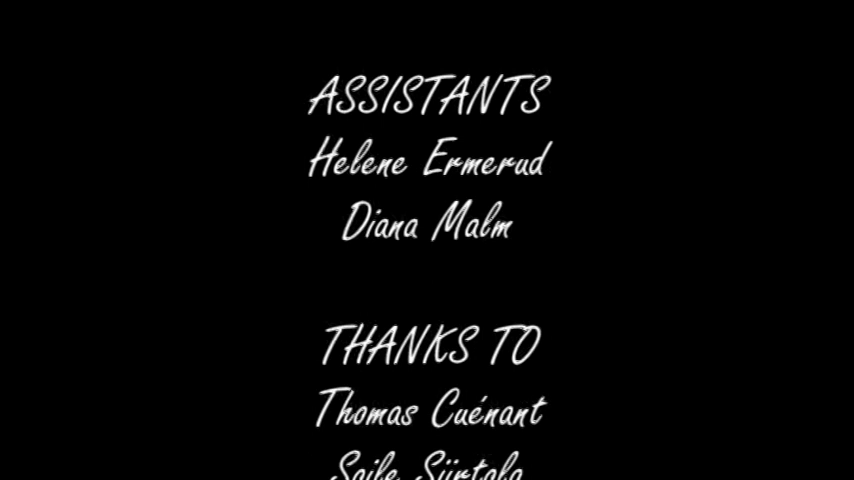 ASSISTANTS
Helene Ermerud
Diana Malm
THANKS TO
Thomas Cuénant